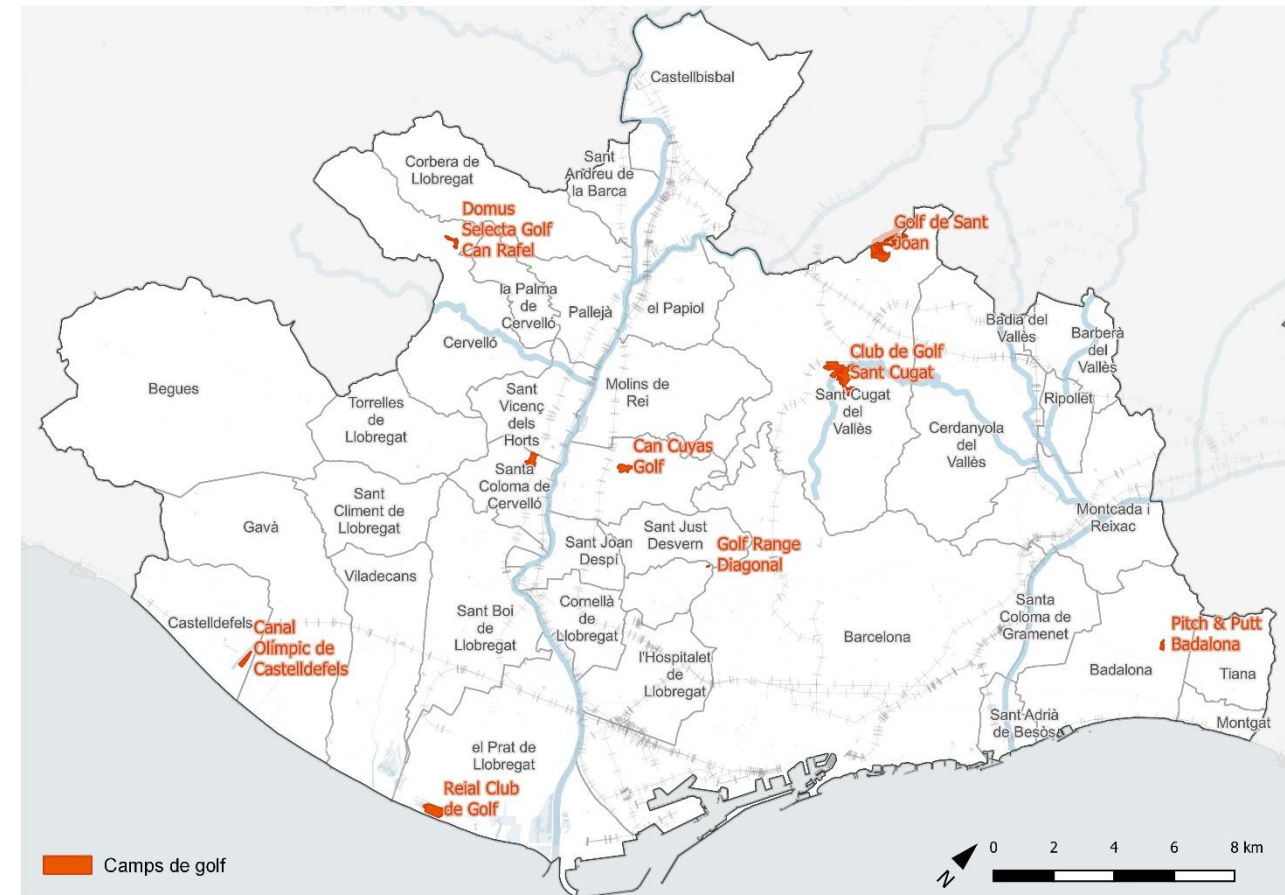 Castellbisbal
Corbera de
Llobregat
Sant
Andreu de
la Barca
Domus
Selecta Golf
Can Rafel
Golf de Sant
Joan
la Palma
de
Cervelló
Pallejà
el Papiol
Cervelló
Badia del
Vallès
Barberà
del
Vallès
Club de Golf
Sant Cugat
Sant Cugat
del
Vallès
Begues
Torrelles
de
Llobregat
Sant
Vicenç
dels
Horts
Molins de
Rei
Ripollet
Cerdanyola
del
Vallès
Can Cuyas
Golf
Santa
Coloma de
Cervelló
Sant
Climent de
Llobregat
Gavà
Montcada i
Reixac
Sant Just
Desvern
Sant Joan
Despí
Golf Range
Diagonal
Viladecans
Sant Boi
de
Llobregat
Cornellà
de
Llobregat
Santa
Coloma de
Gramenet
Castelldefels
Canal
Olímpic de
Castelldefels
Barcelona
Pitch & Putt
Badalona
l'Hospitalet
de
Llobregat
Badalona
Tiana
Sant Adrià
de Besòs
Montgat
el Prat de
Llobregat
Reial Club
de Golf
Camps de golf
N
0 2 4 6 8 km